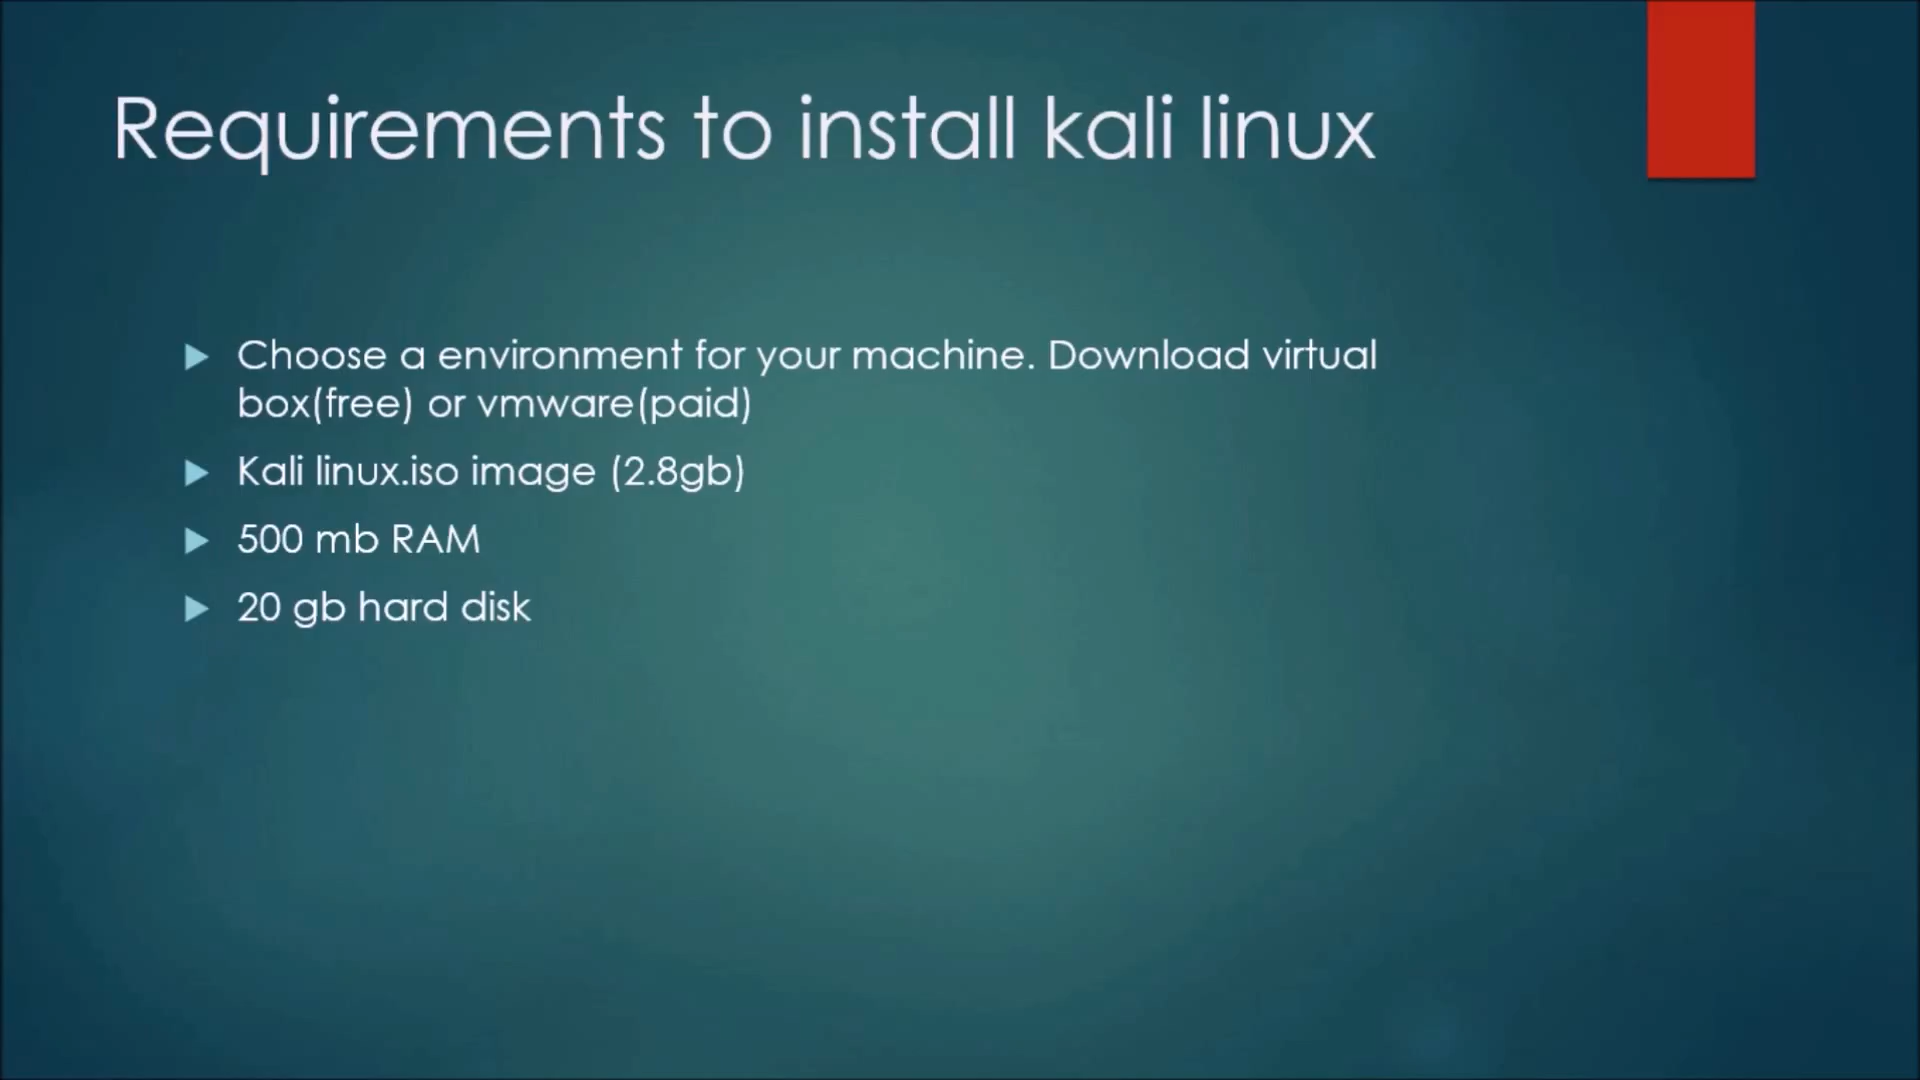 Requirements to install kali linux
Choose a environment for your machine. Download virtual
box(free) or vmware(paid)
Kali linux.iso image (2.8gb)
500 mb RAM
20 gb hard disk